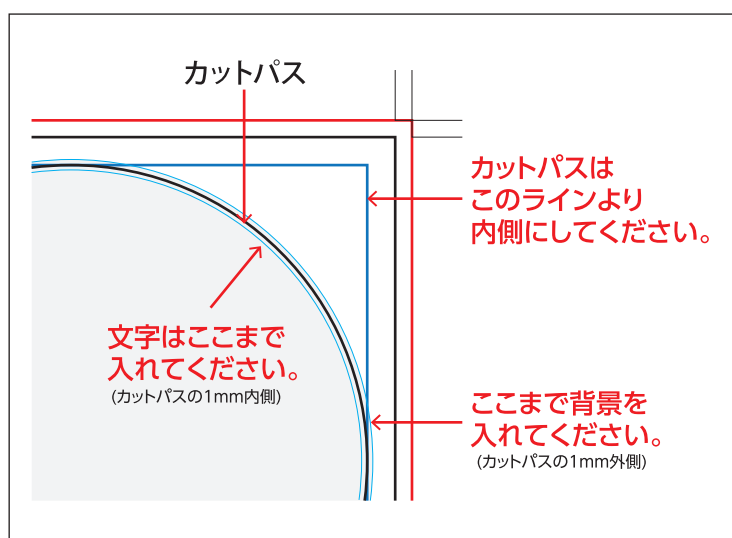 カットパス
カットパスは
このラインより
内側にしてください。
文字はここまで
入れてください。
(カットパスの1mm内側)
ここまで背景を
入れてください。
(カットパスの1mm外側)